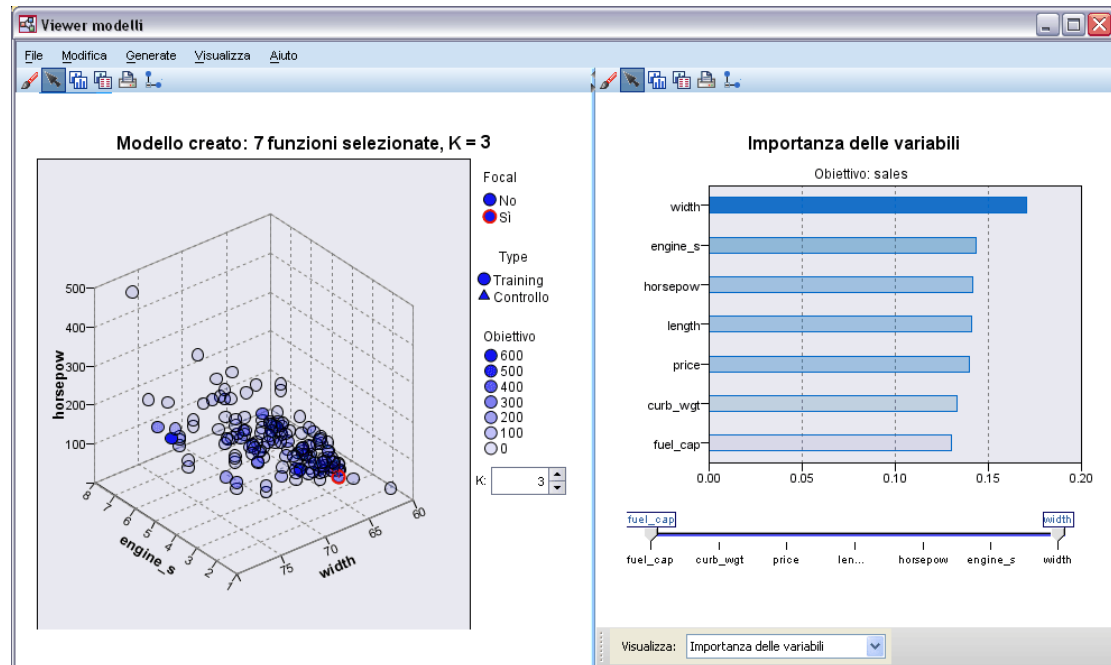 Viewer modelli
File Modifica Generate Visualizza Aiuto
Modello creato: 7 funzioni selezionate, K = 3
Focal
No
Sì
Type
Training
Controllo
Obiettivo
600
500
400
300
200
100
0
K: 3
horsepow
500
400
300
200
100
engine_s
8
7
6
5
4
3
2
1
width
75
70
65
60
Importanza delle variabili
Obiettivo: sales
width
engine_s
horsepow
length
price
curb_wgt
fuel_cap
0.00 0.05 0.10 0.15 0.20
fuel_cap width
fuel_cap curb_wgt price len... horsepow engine_s width
Visualizza: Importanza delle variabili